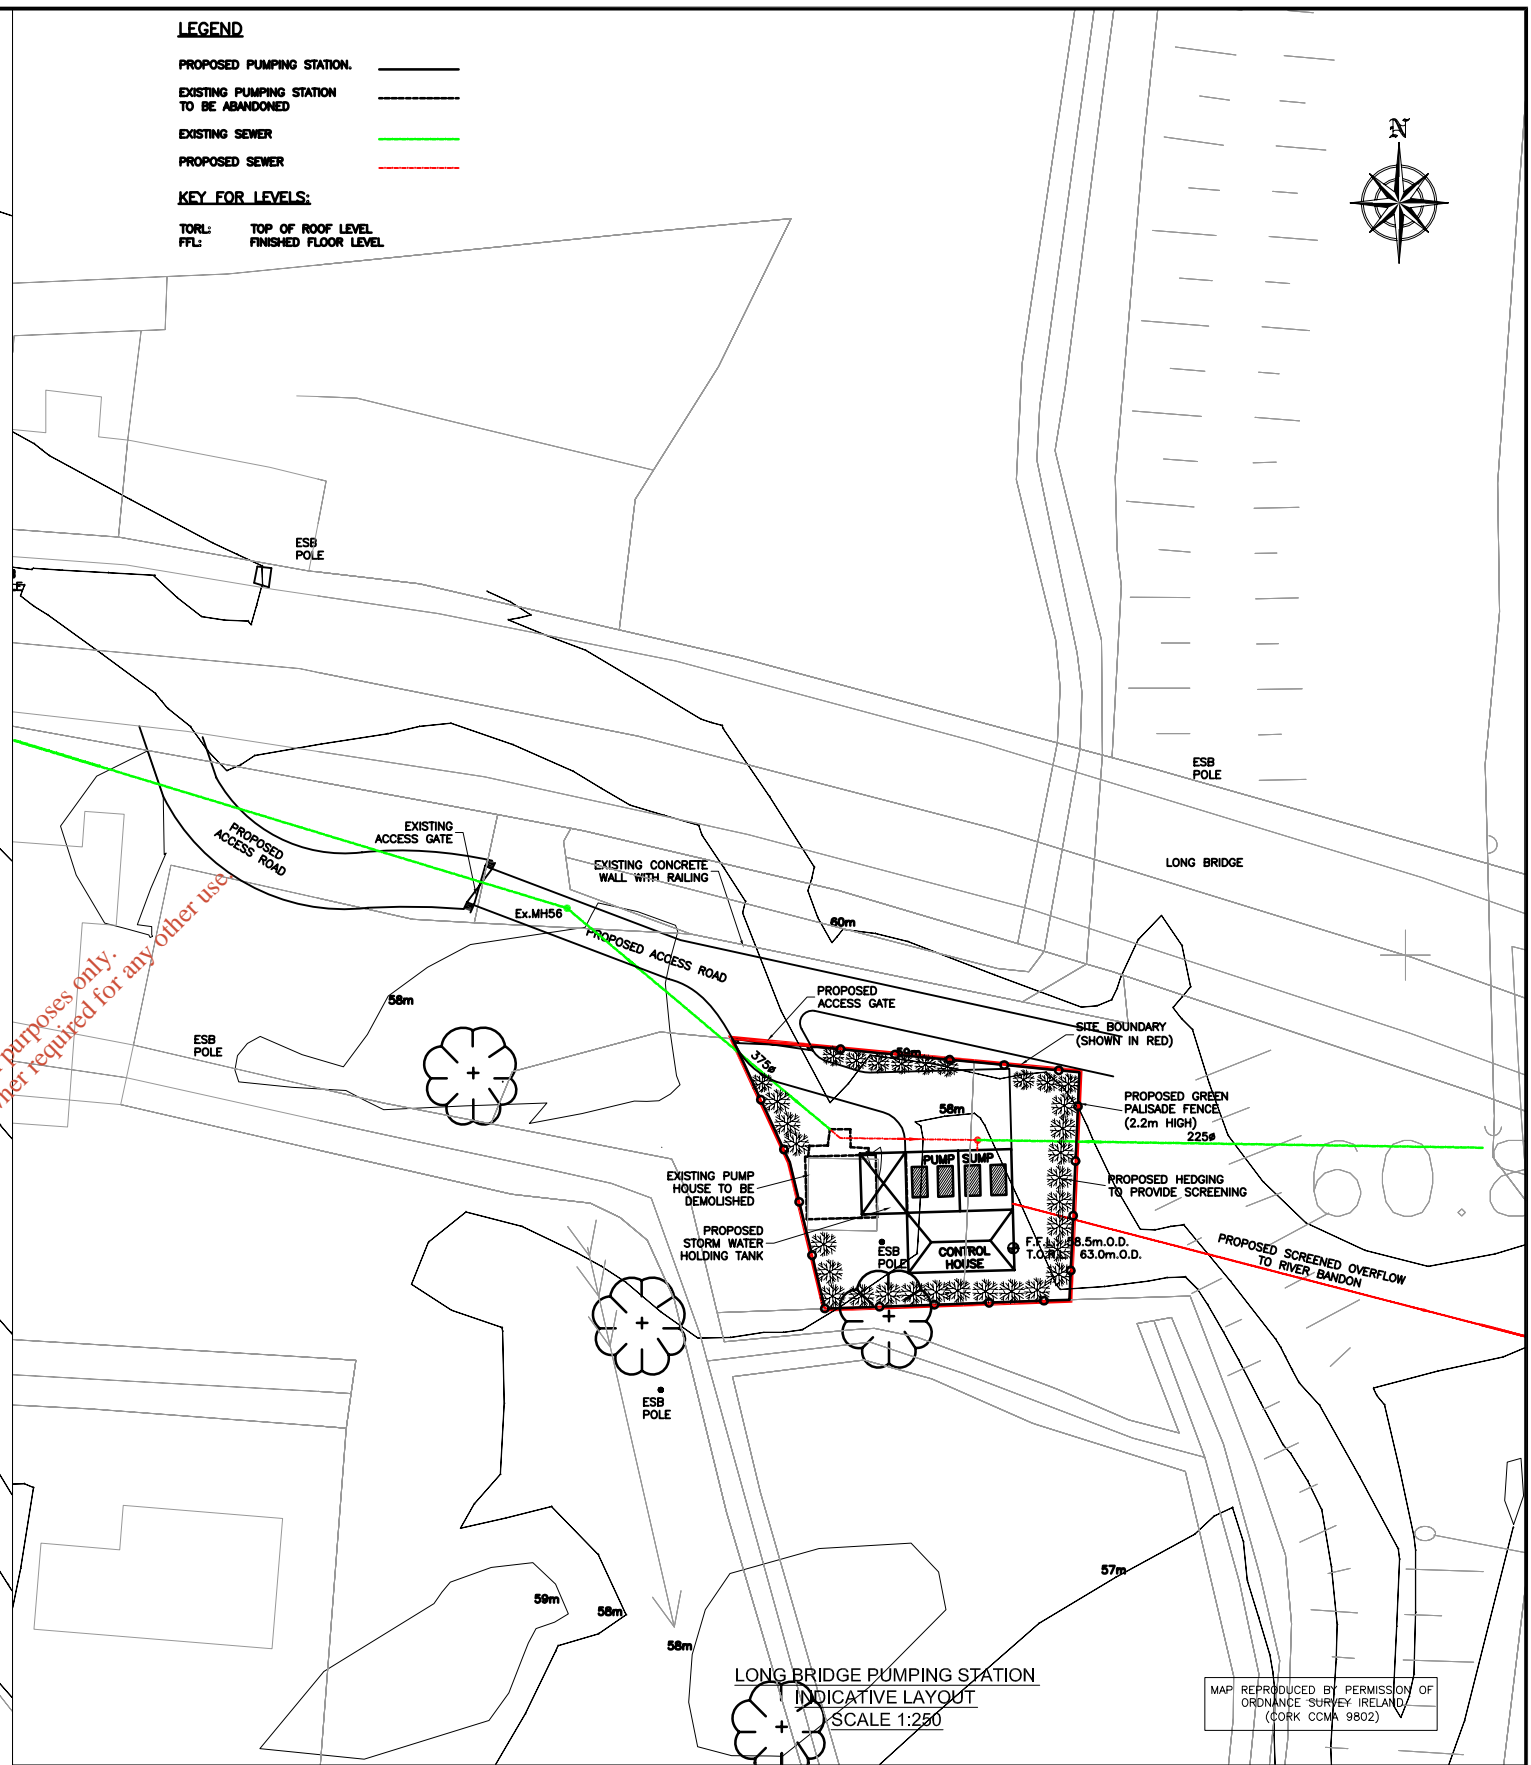 LEGEND
PROPOSED PUMPING STATION.
EXISTING PUMPING STATION
TO BE ABANDONED
EXISTING SEWER
PROPOSED SEWER
KEY FOR LEVELS:
TORL: TOP OF ROOF LEVEL
FFL: FINISHED FLOOR LEVEL
N
ESB
POLE
ESB
POLE
LONG BRIDGE
EXISTING
ACCESS GATE
PROPOSED
ACCESS ROAD
EXISTING CONCRETE
WALL WITH RAILING
Ex.MH56
60m
PROPOSED ACCESS ROAD
purposes only.
required for any other use.
58m
PROPOSED
ACCESS GATE
ESB
POLE
SITE BOUNDARY
(SHOWN IN RED)
375ø
59m
PROPOSED GREEN
PALISADE FENCE
(2.2m HIGH)
58m
225ø
PUMP SUMP
EXISTING PUMP
HOUSE TO BE
DEMOLISHED
PROPOSED HEDGING
TO PROVIDE SCREENING
60.8
PROPOSED
STORM WATER
HOLDING TANK
ESB
POLE
CONTROL
HOUSE
58.5m.O.D.
63.0m.O.D.
PROPOSED SCREENED OVERFLOW
TO RIVER BANDON
ESB
POLE
57m
59m
58m
58m
LONG BRIDGE PUMPING STATION
INDICATIVE LAYOUT
SCALE 1:250
MAP REPRODUCED BY PERMISSION OF
ORDNANCE SURVEY IRELAND
(CORK CCMA 9802)